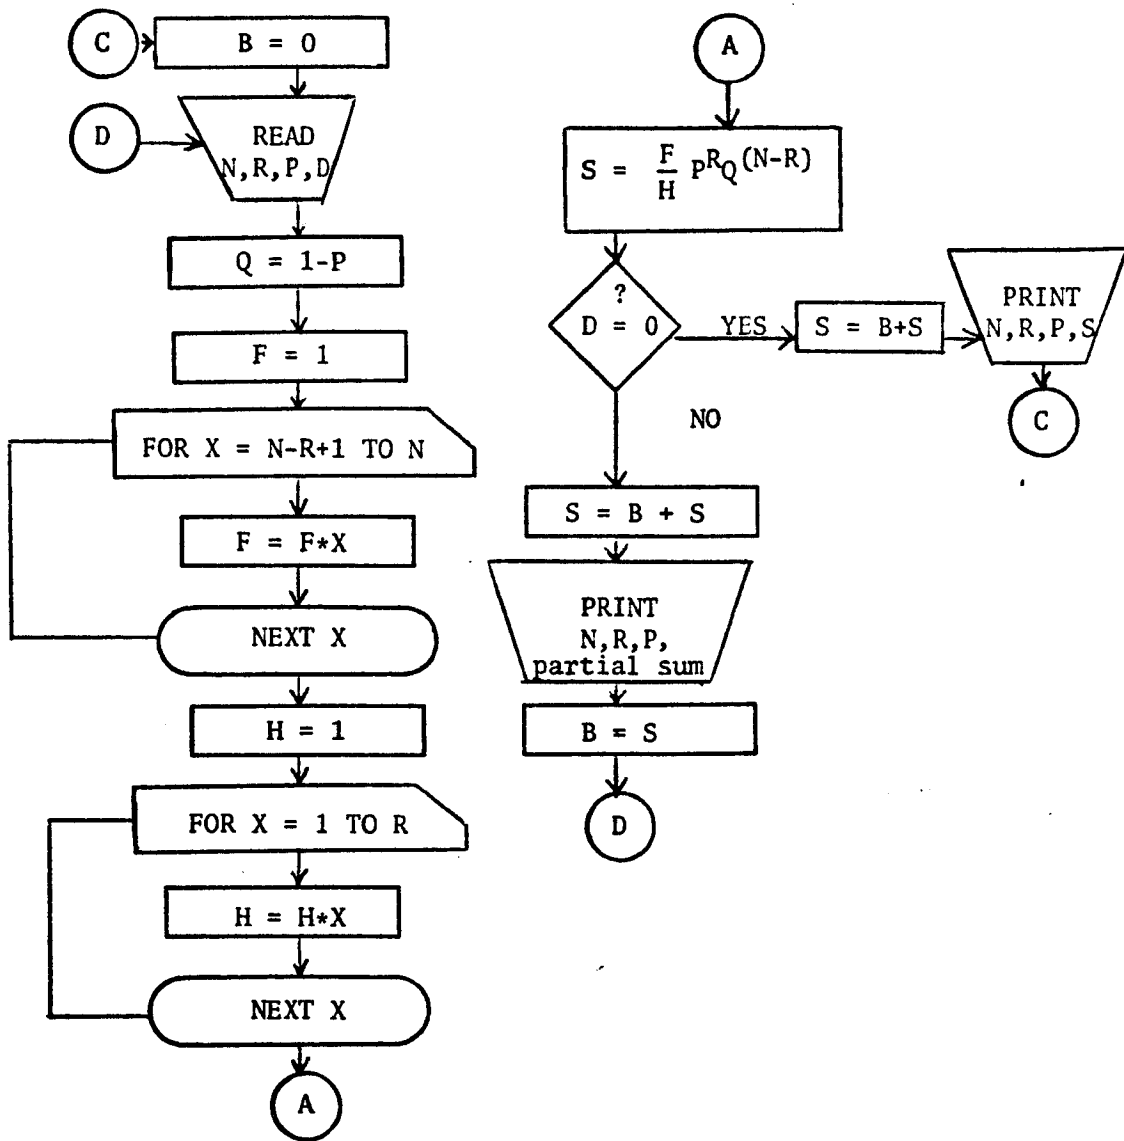 C
B = 0
D
READ
N,R,P,D
Q = 1-P
F = 1
FOR X = N-R+1 TO N
F = F*X
NEXT X
H = 1
FOR X = 1 TO R
H = H*X
NEXT X
A
A
S = F/H P^R Q^(N-R)
?
D = 0
YES
S = B+S
PRINT
N,R,P,S
C
NO
S = B + S
PRINT
N,R,P,
partial sum
B = S
D